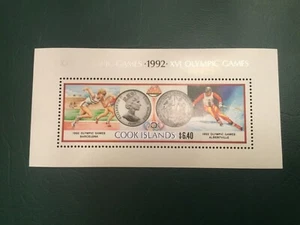 -1992- XVI OLYMPIC GAMES
1992 OLYMPIC GAMES
BARCELONA
1992 OLYMPIC GAMES
ALBERTVILLE
COOK ISLANDS $6.40